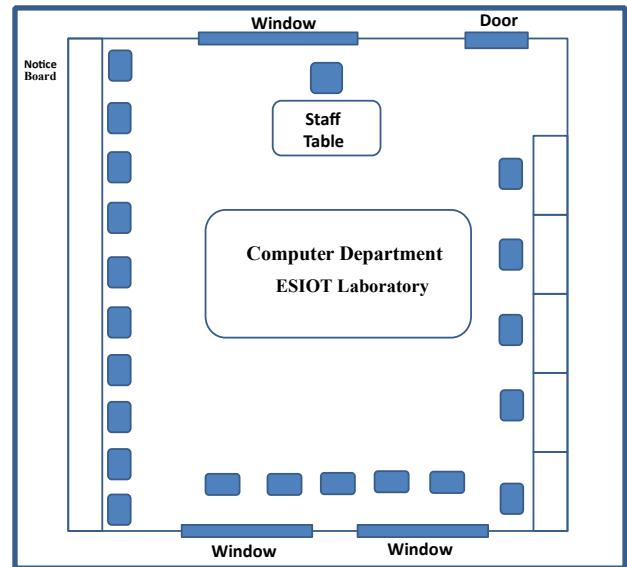 Window
Door
Notice
Board
Staff
Table
Computer Department
ESIOT Laboratory
Window
Window